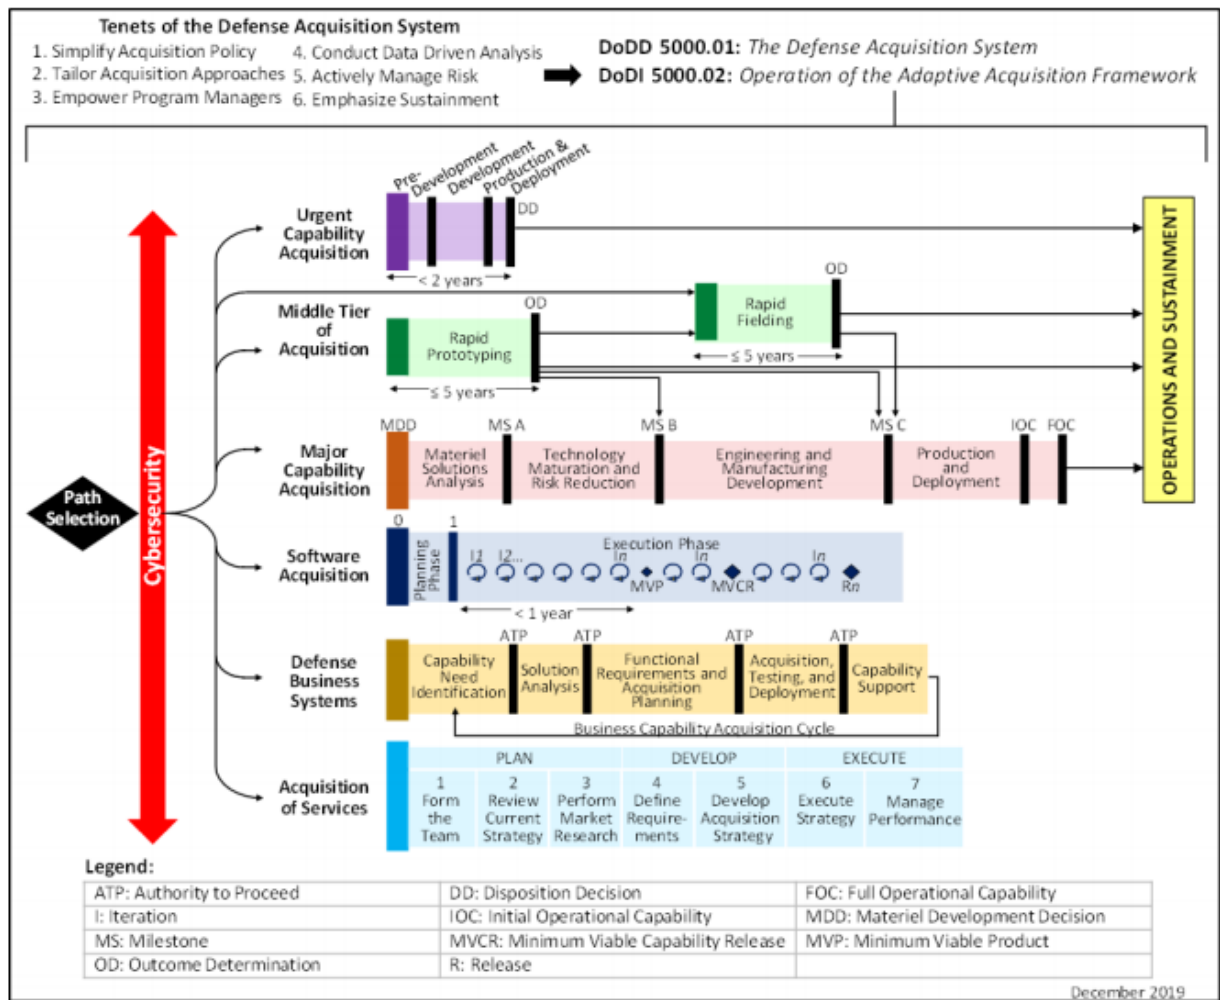 Tenets of the Defense Acquisition System
1. Simplify Acquisition Policy
2. Tailor Acquisition Approaches
3. Empower Program Managers
4. Conduct Data Driven Analysis
5. Actively Manage Risk
6. Emphasize Sustainment
DoDD 5000.01: The Defense Acquisition System
DoDI 5000.02: Operation of the Adaptive Acquisition Framework
Path
Selection
Cybersecurity
Urgent
Capability
Acquisition
Pre-
Development
Development
Production &
Deployment
DD
< 2 years
Middle Tier
of
Acquisition
Rapid
Prototyping
OD
≤ 5 years
Rapid
Fielding
OD
≤ 5 years
Major
Capability
Acquisition
MDD
Materiel
Solutions
Analysis
MS A
Technology
Maturation and
Risk Reduction
MS B
Engineering and
Manufacturing
Development
MS C
Production
and
Deployment
IOC
FOC
OPERATIONS AND SUSTAINMENT
Software
Acquisition
0
Planning
Phase
1
Execution Phase
I1
I2...
In
MVP
In
MVCR
In
Rn
< 1 year
Defense
Business
Systems
Capability
Need
Identification
ATP
Solution
Analysis
ATP
Functional
Requirements and
Acquisition
Planning
ATP
Acquisition,
Testing, and
Deployment
ATP
Capability
Support
Business Capability Acquisition Cycle
Acquisition
of Services
PLAN
DEVELOP
EXECUTE
1
Form
the
Team
2
Review
Current
Strategy
3
Perform
Market
Research
4
Define
Require-
ments
5
Develop
Acquisition
Strategy
6
Execute
Strategy
7
Manage
Performance
Legend:
ATP: Authority to Proceed
DD: Disposition Decision
FOC: Full Operational Capability
I: Iteration
IOC: Initial Operational Capability
MDD: Materiel Development Decision
MS: Milestone
MVCR: Minimum Viable Capability Release
MVP: Minimum Viable Product
OD: Outcome Determination
R: Release
December 2019